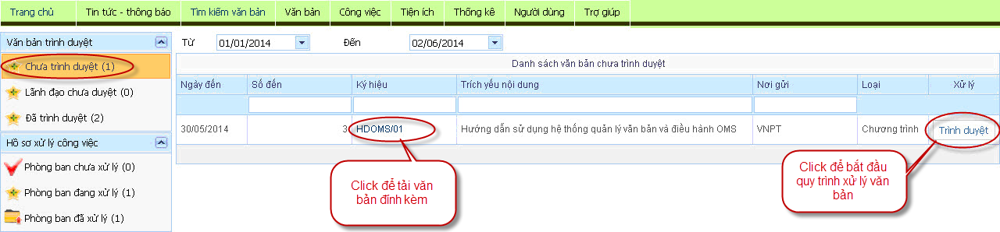 Trang chủ Tin tức - thông báo Tìm kiếm văn bản Văn bản Công việc Tiện ích Thống kê Người dùng Trợ giúp
Văn bản trình duyệt
Chưa trình duyệt (1)
Lãnh đạo chưa duyệt (0)
Đã trình duyệt (2)
Hồ sơ xử lý công việc
Phòng ban chưa xử lý (0)
Phòng ban đang xử lý (1)
Phòng ban đã xử lý (1)
Từ 01/01/2014 Đến 02/06/2014
Danh sách văn bản chưa trình duyệt
Ngày đến Số đến Ký hiệu Trích yếu nội dung Nơi gửi Loại Xử lý
30/05/2014 3 HDOMS/01 Hướng dẫn sử dụng hệ thống quản lý văn bản và điều hành OMS VNPT Chương trình Trình duyệt
Click để tải văn
bản đính kèm
Click để bắt đầu
quy trình xử lý văn
bản